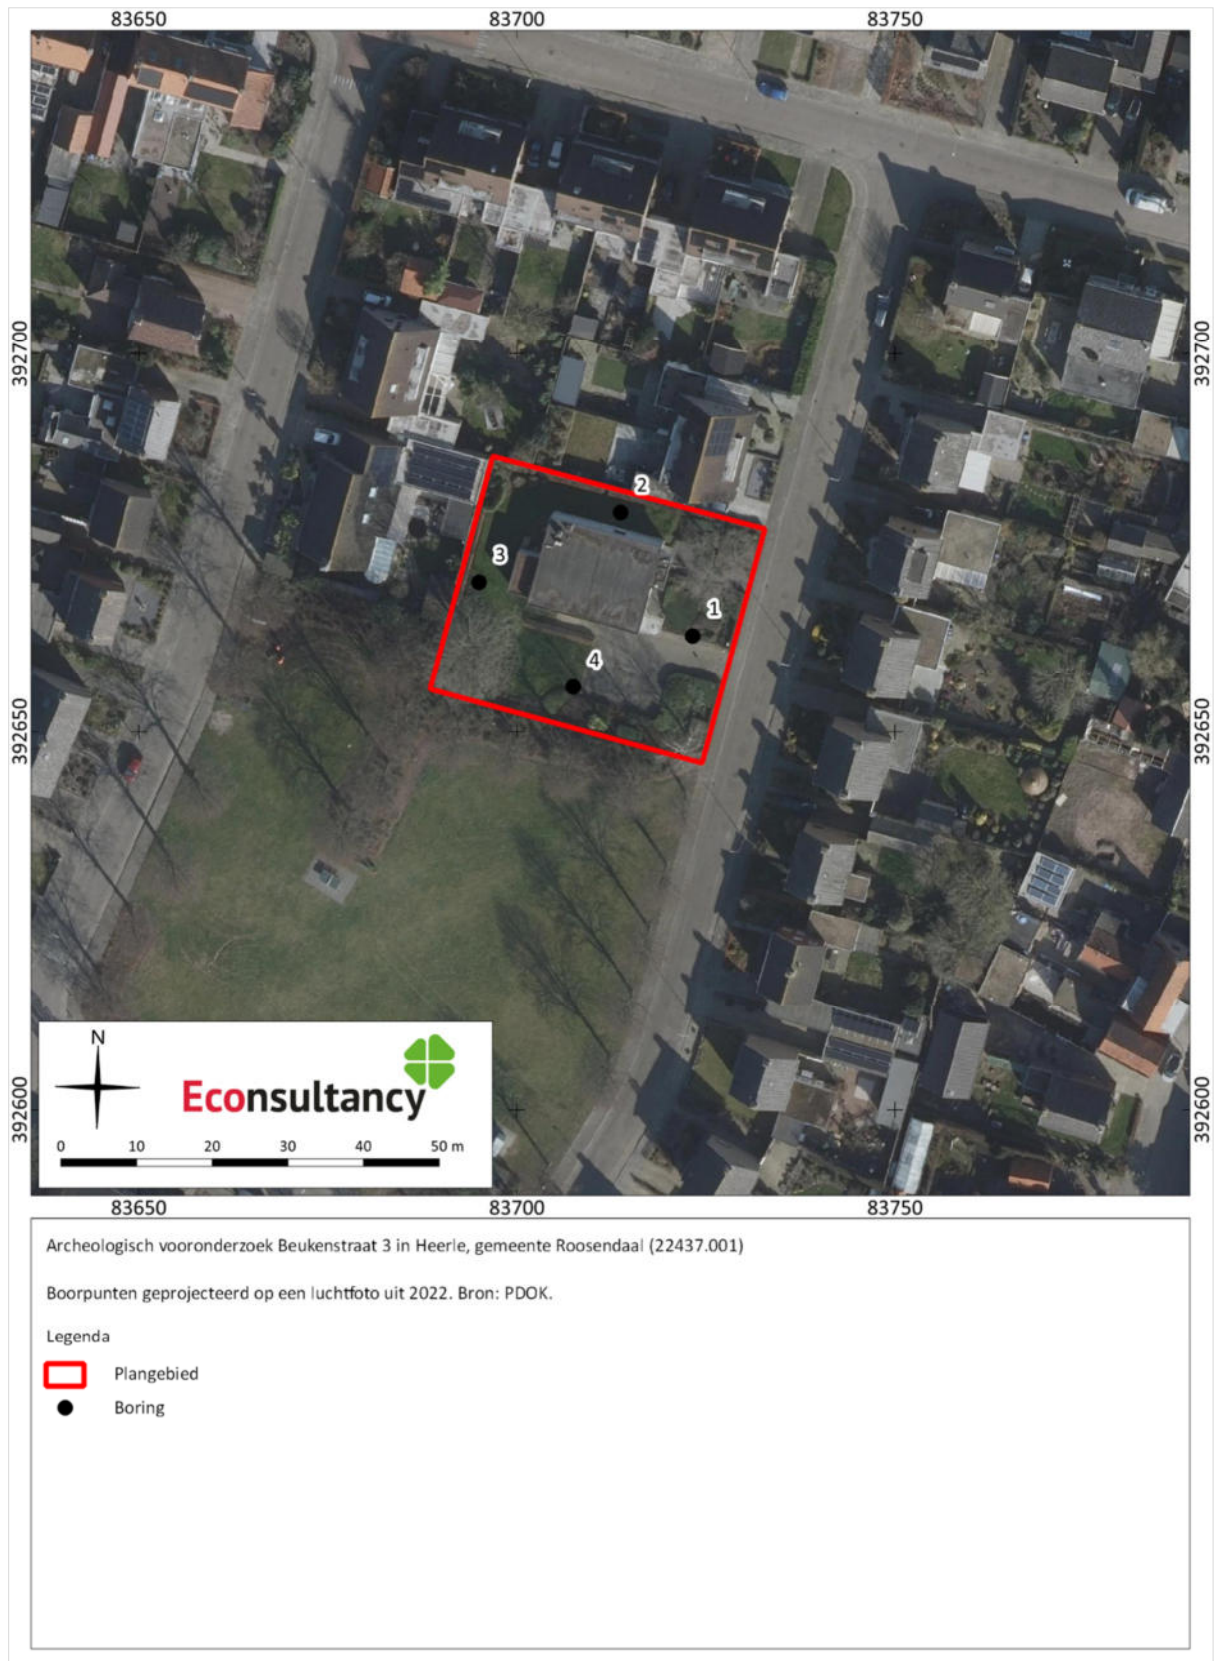 83650 83700 83750
392700 392700
2
3
1
4
392650 392650
N
Econsultancy
392600 392600
0 10 20 30 40 50 m
83650 83700 83750
Archeologisch vooronderzoek Beukenstraat 3 in Heerle, gemeente Roosendaal (22437.001)
Boorpunten geprojecteerd op een luchtfoto uit 2022. Bron: PDOK.
Legenda
Plangebied
Boring